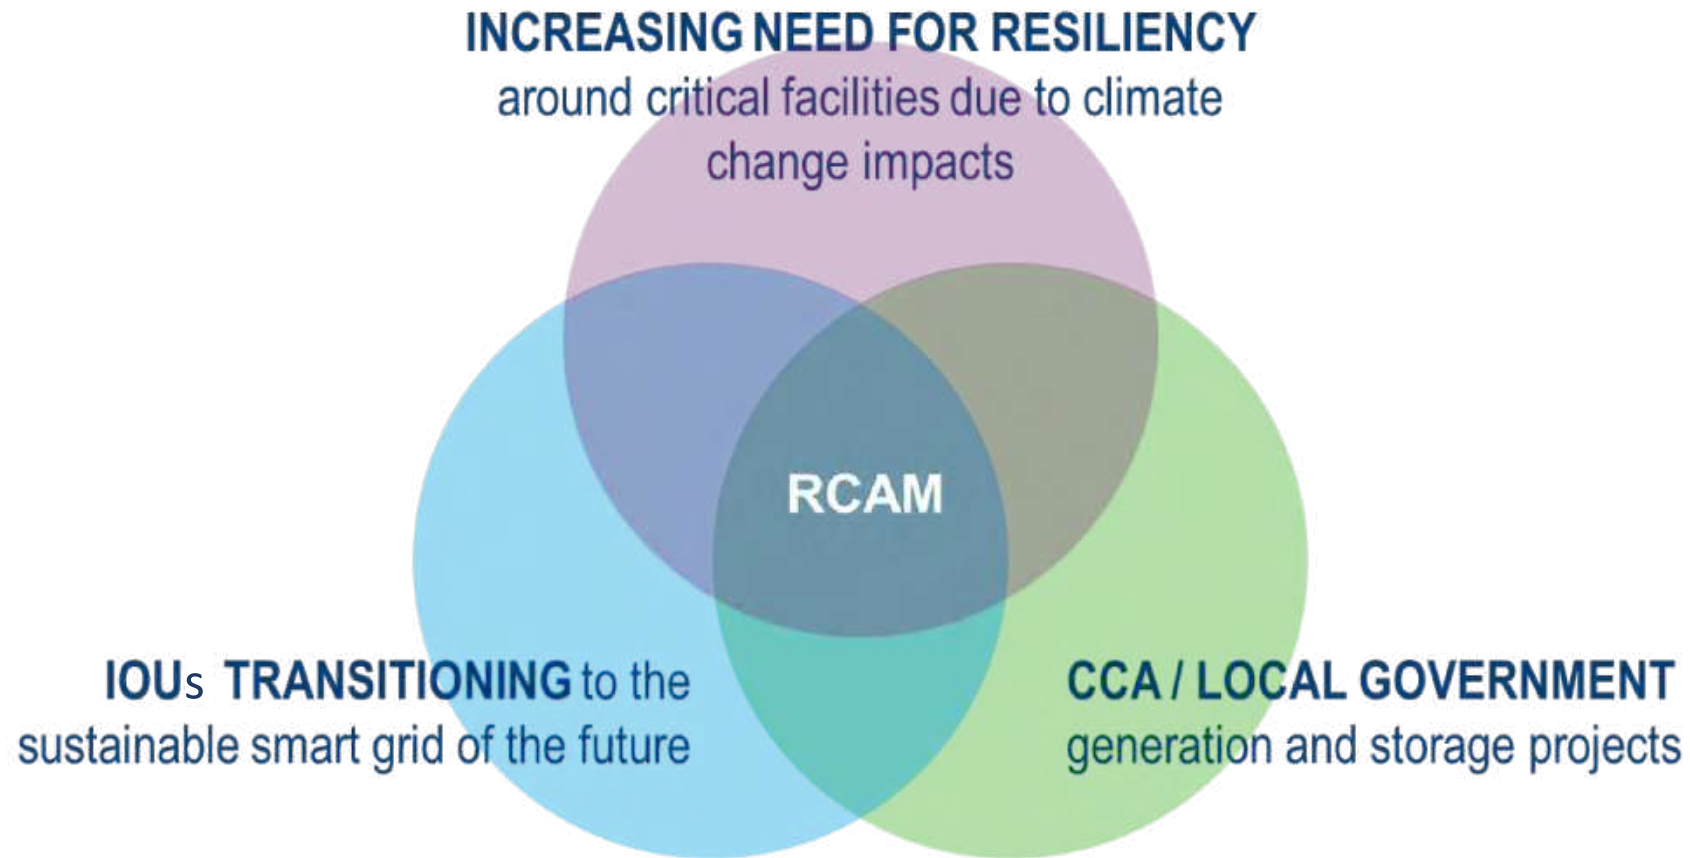 INCREASING NEED FOR RESILIENCY
around critical facilities due to climate
change impacts
RCAM
IOUs TRANSITIONING to the
sustainable smart grid of the future
CCA / LOCAL GOVERNMENT
generation and storage projects